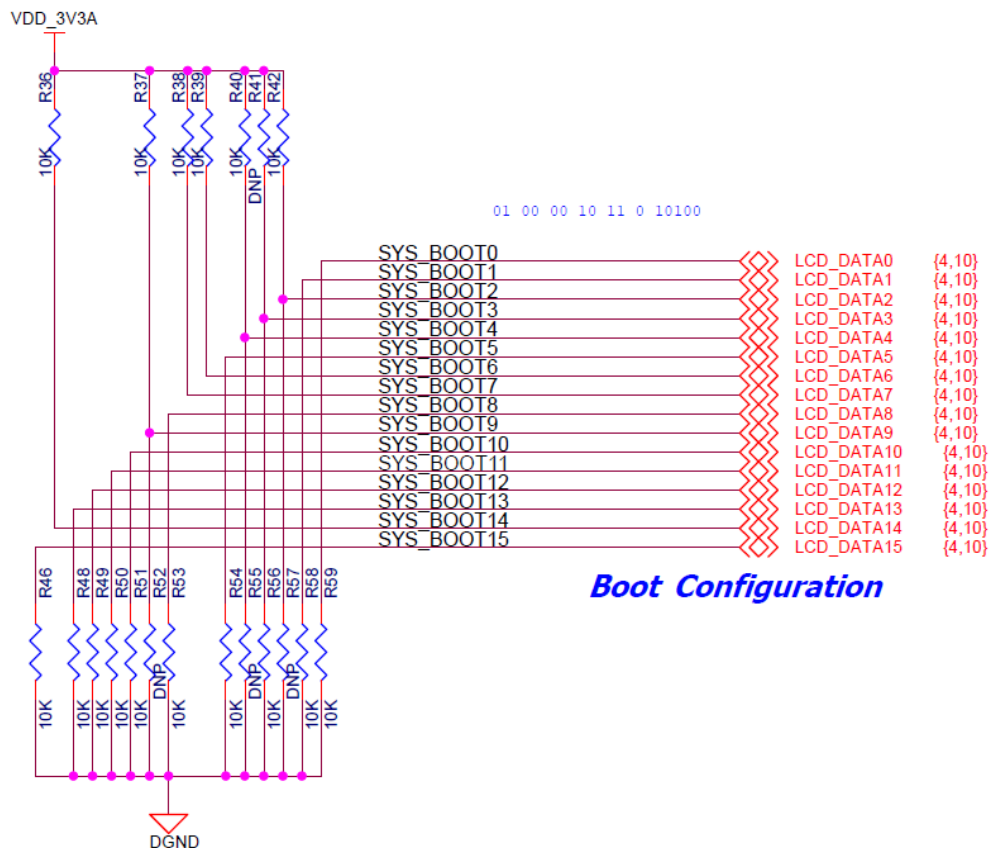 VDD_3V3A
R36 R37 R38 R39 R40 R41 R42
10K 10K 10K 10K 10K DNP 10K
01 00 00 10 11 0 10100
SYS_BOOT0 LCD_DATA0 {4,10}
SYS_BOOT1 LCD_DATA1 {4,10}
SYS_BOOT2 LCD_DATA2 {4,10}
SYS_BOOT3 LCD_DATA3 {4,10}
SYS_BOOT4 LCD_DATA4 {4,10}
SYS_BOOT5 LCD_DATA5 {4,10}
SYS_BOOT6 LCD_DATA6 {4,10}
SYS_BOOT7 LCD_DATA7 {4,10}
SYS_BOOT8 LCD_DATA8 {4,10}
SYS_BOOT9 LCD_DATA9 {4,10}
SYS_BOOT10 LCD_DATA10 {4,10}
SYS_BOOT11 LCD_DATA11 {4,10}
SYS_BOOT12 LCD_DATA12 {4,10}
SYS_BOOT13 LCD_DATA13 {4,10}
SYS_BOOT14 LCD_DATA14 {4,10}
SYS_BOOT15 LCD_DATA15 {4,10}
R46 R48 R49 R50 R51 R52 R53 R54 R55 R56 R57 R58 R59
Boot Configuration
10K 10K 10K 10K 10K DNP 10K 10K DNP 10K DNP 10K 10K
DGND